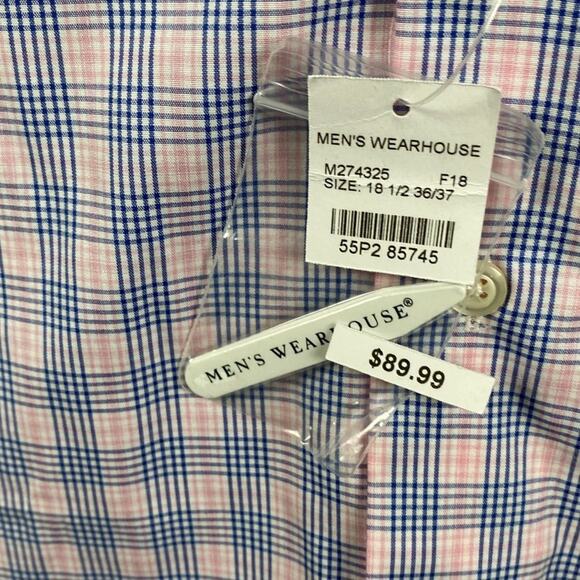 MEN'S WEARHOUSE
M274325 F18
SIZE: 18 1/2 36/37
55P2 85745
MEN'S WEARHOUSE®
$89.99